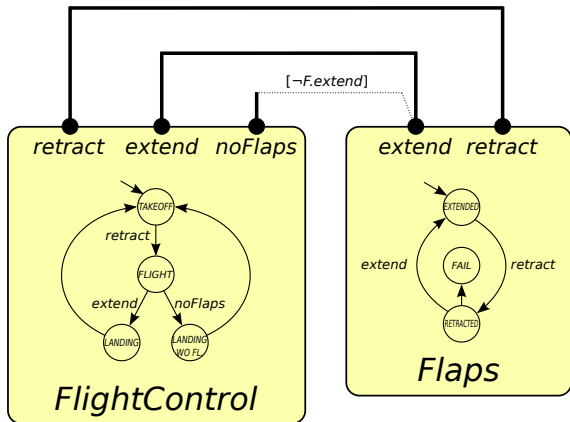 [¬F.extend]
retract extend noFlaps
extend retract
TAKEOFF
retract
FLIGHT
extend
noFlaps
LANDING
LANDING
WO FL.
FlightControl
EXTENDED
extend
FAIL
retract
RETRACTED
Flaps